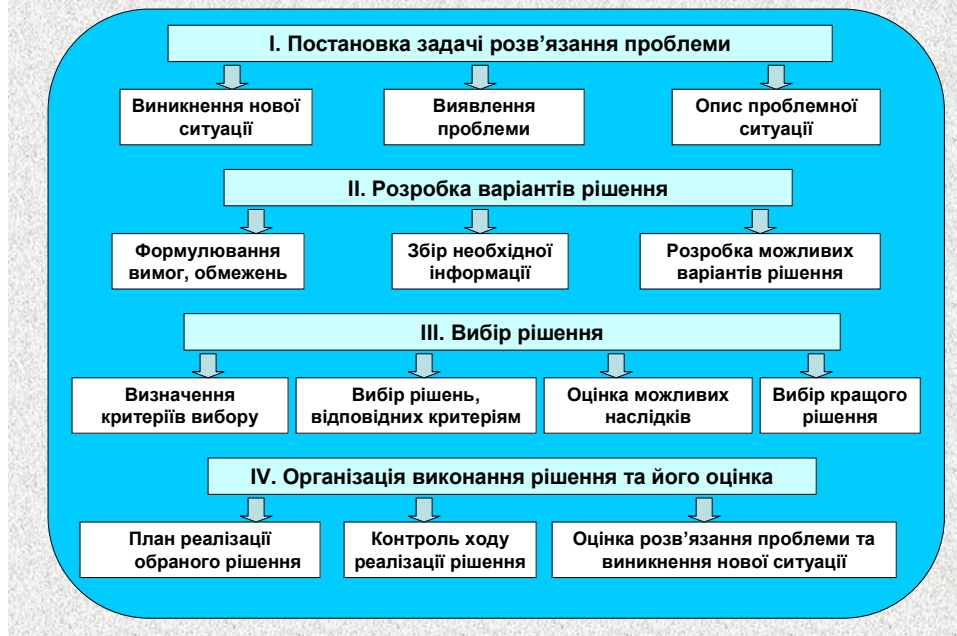 I. Постановка задачі розв’язання проблеми
Виникнення нової
ситуації
Виявлення
проблеми
Опис проблемної
ситуації
II. Розробка варіантів рішення
Формулювання
вимог, обмежень
Збір необхідної
інформації
Розробка можливих
варіантів рішення
III. Вибір рішення
Визначення
критеріїв вибору
Вибір рішень,
відповідних критеріям
Оцінка можливих
наслідків
Вибір кращого
рішення
IV. Організація виконання рішення та його оцінка
План реалізації
обраного рішення
Контроль ходу
реалізації рішення
Оцінка розв’язання проблеми та
виникнення нової ситуації